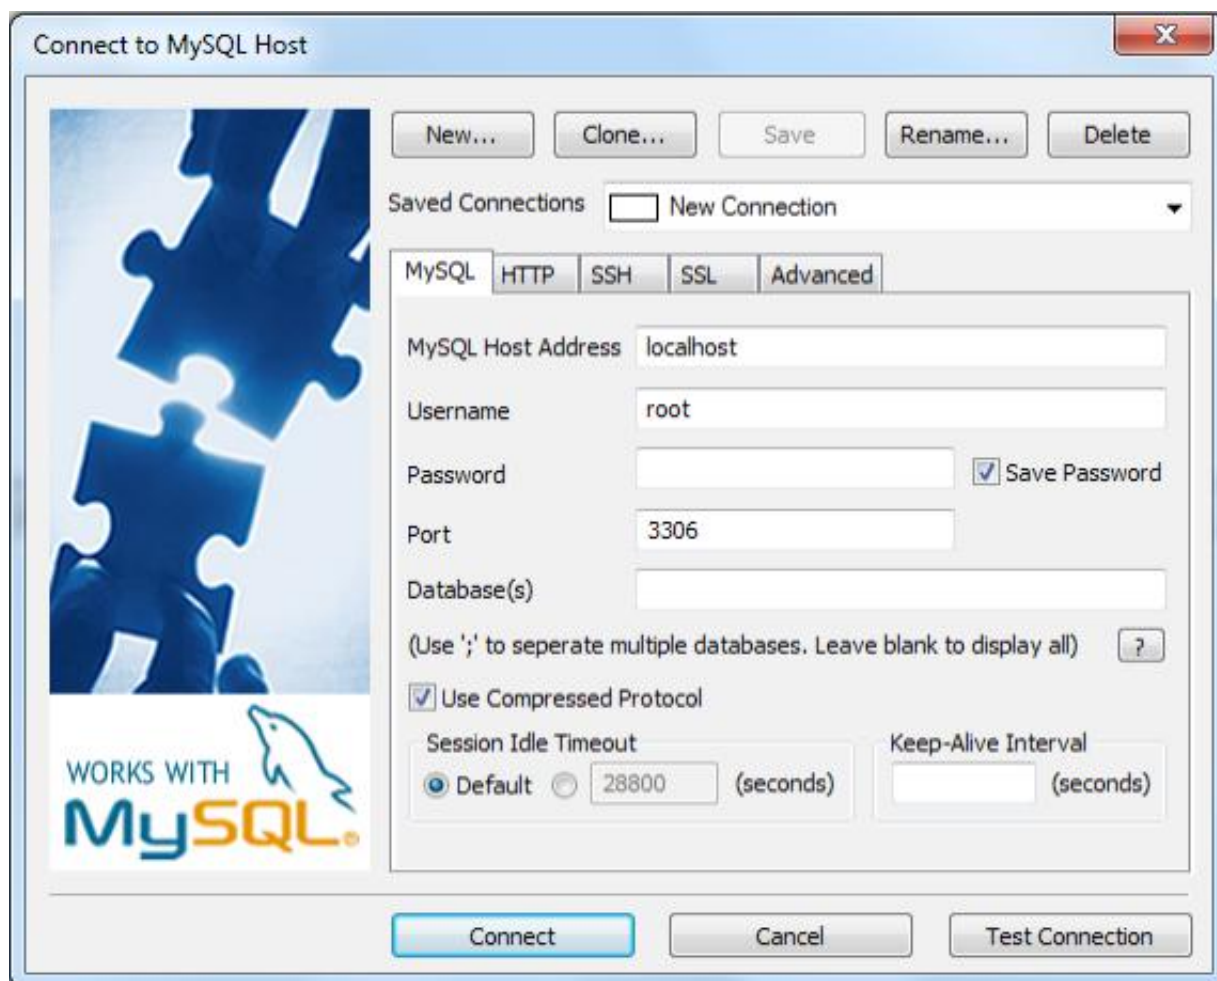 Connect to MySQL Host
New... Clone... Save Rename... Delete
Saved Connections New Connection
MySQL HTTP SSH SSL Advanced
MySQL Host Address localhost
Username root
Password Save Password
Port 3306
Database(s)
(Use ';' to seperate multiple databases. Leave blank to display all) ?
Use Compressed Protocol
Session Idle Timeout Keep-Alive Interval
Default 28800 (seconds) (seconds)
WORKS WITH
MySQL®
Connect Cancel Test Connection